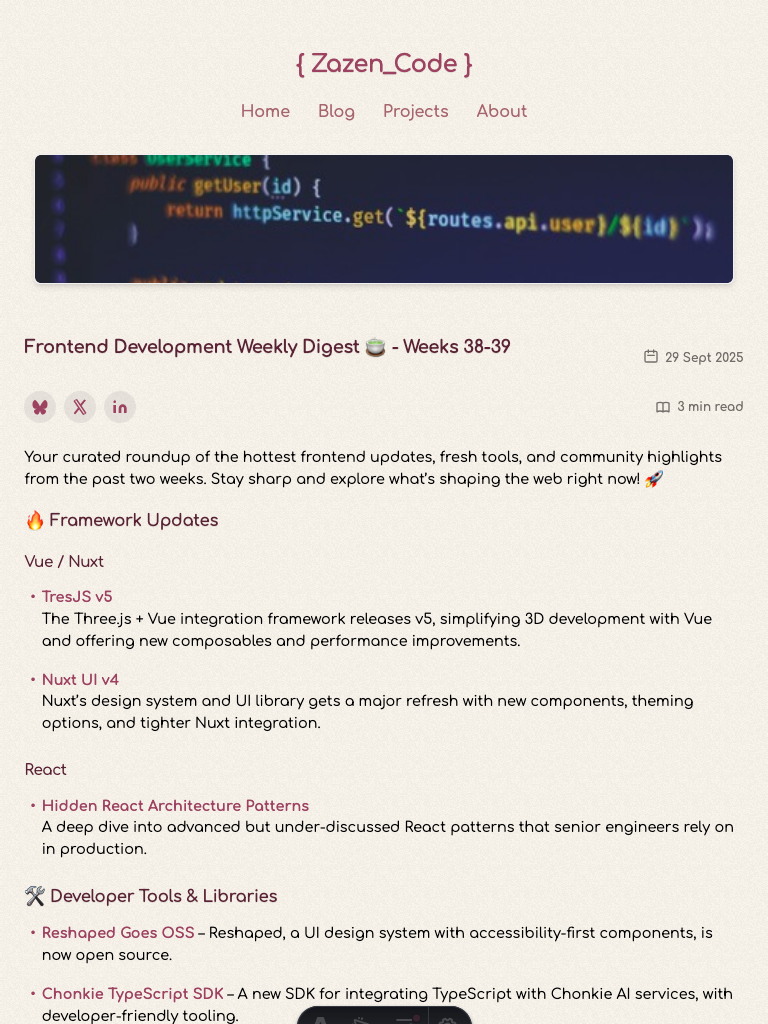 { Zazen_Code }
Home Blog Projects About
class UserService {
public getUser(id) {
return httpService.get(`${routes.api.user}/${id}`);
}
Frontend Development Weekly Digest 🍵 - Weeks 38-39
29 Sept 2025
3 min read
Your curated roundup of the hottest frontend updates, fresh tools, and community highlights
from the past two weeks. Stay sharp and explore what's shaping the web right now! 🚀
🔥 Framework Updates
Vue / Nuxt
• TresJS v5
The Three.js + Vue integration framework releases v5, simplifying 3D development with Vue
and offering new composables and performance improvements.
• Nuxt UI v4
Nuxt's design system and UI library gets a major refresh with new components, theming
options, and tighter Nuxt integration.
React
• Hidden React Architecture Patterns
A deep dive into advanced but under-discussed React patterns that senior engineers rely on
in production.
🛠️ Developer Tools & Libraries
• Reshaped Goes OSS – Reshaped, a UI design system with accessibility-first components, is
now open source.
• Chonkie TypeScript SDK – A new SDK for integrating TypeScript with Chonkie AI services, with
developer-friendly tooling.